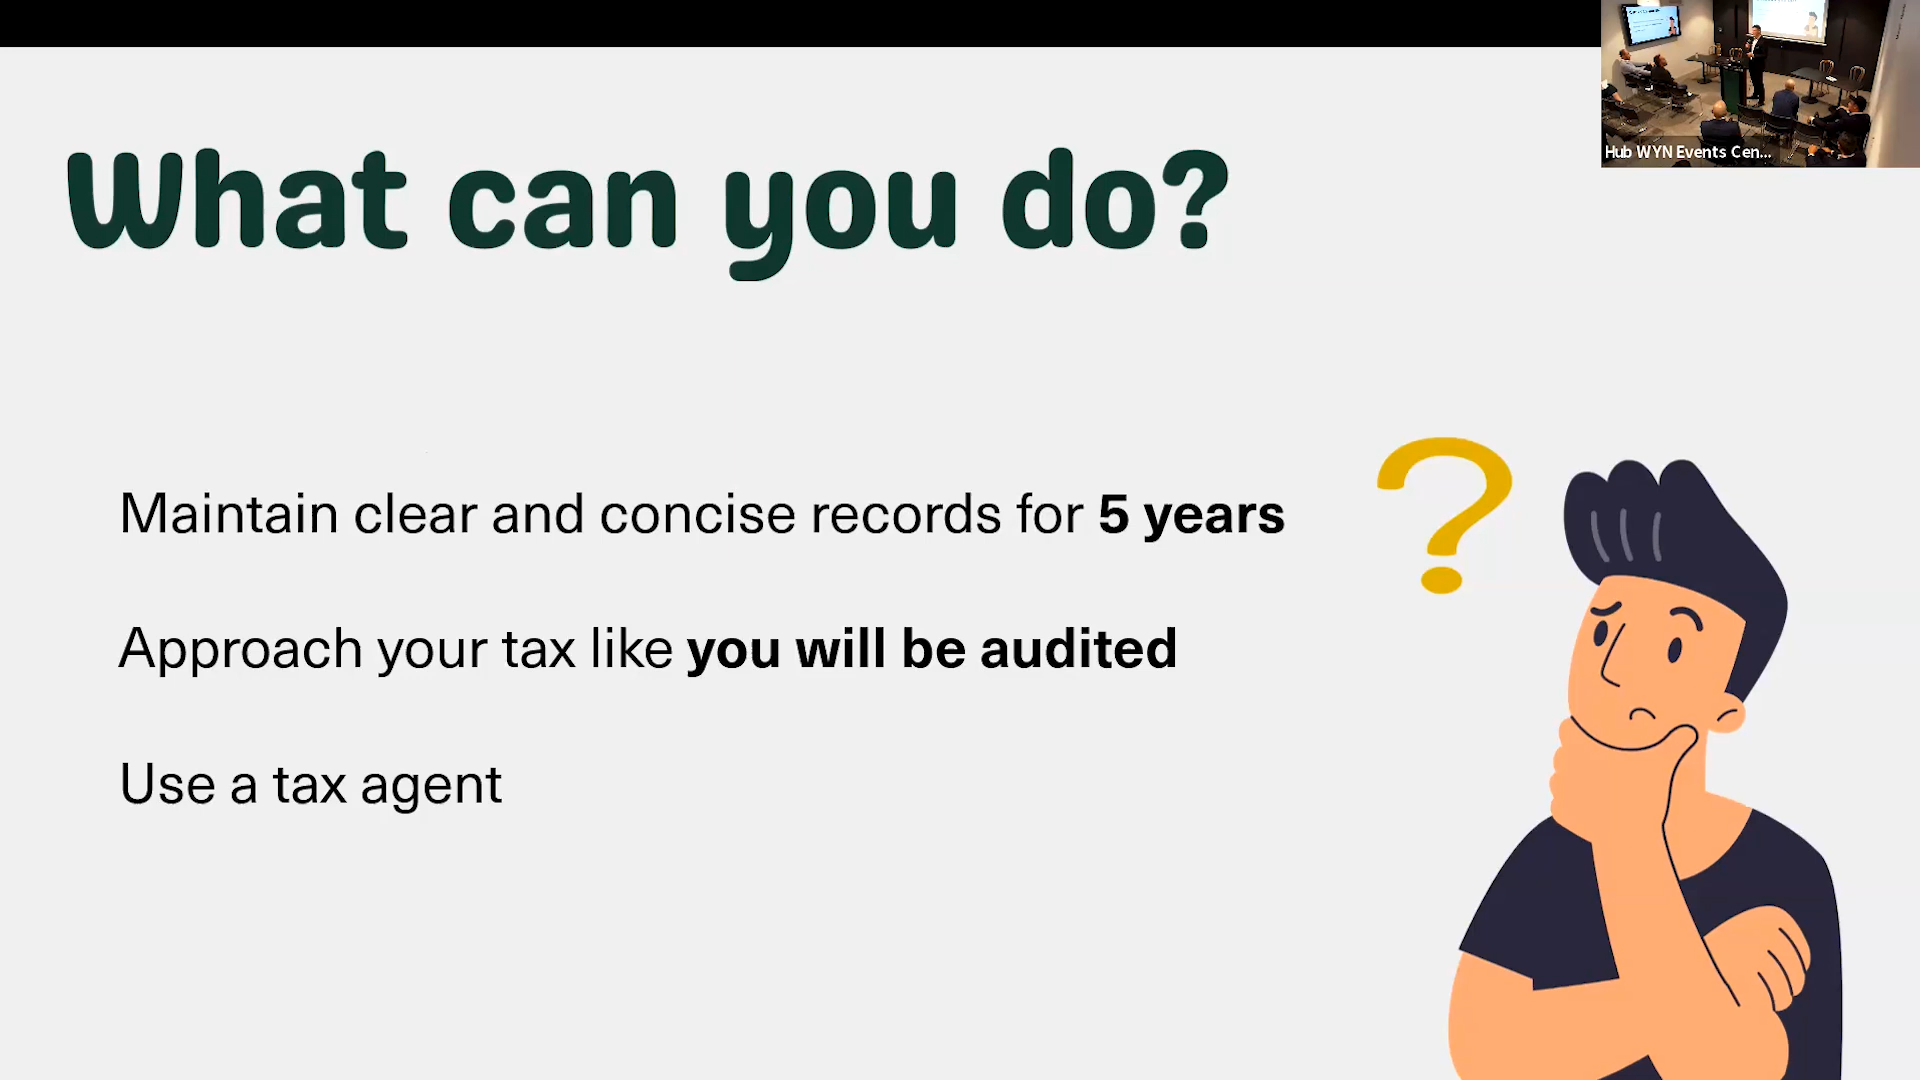 What can you do?
Hub WYN Events Cen...
Maintain clear and concise records for 5 years
Approach your tax like you will be audited
Use a tax agent